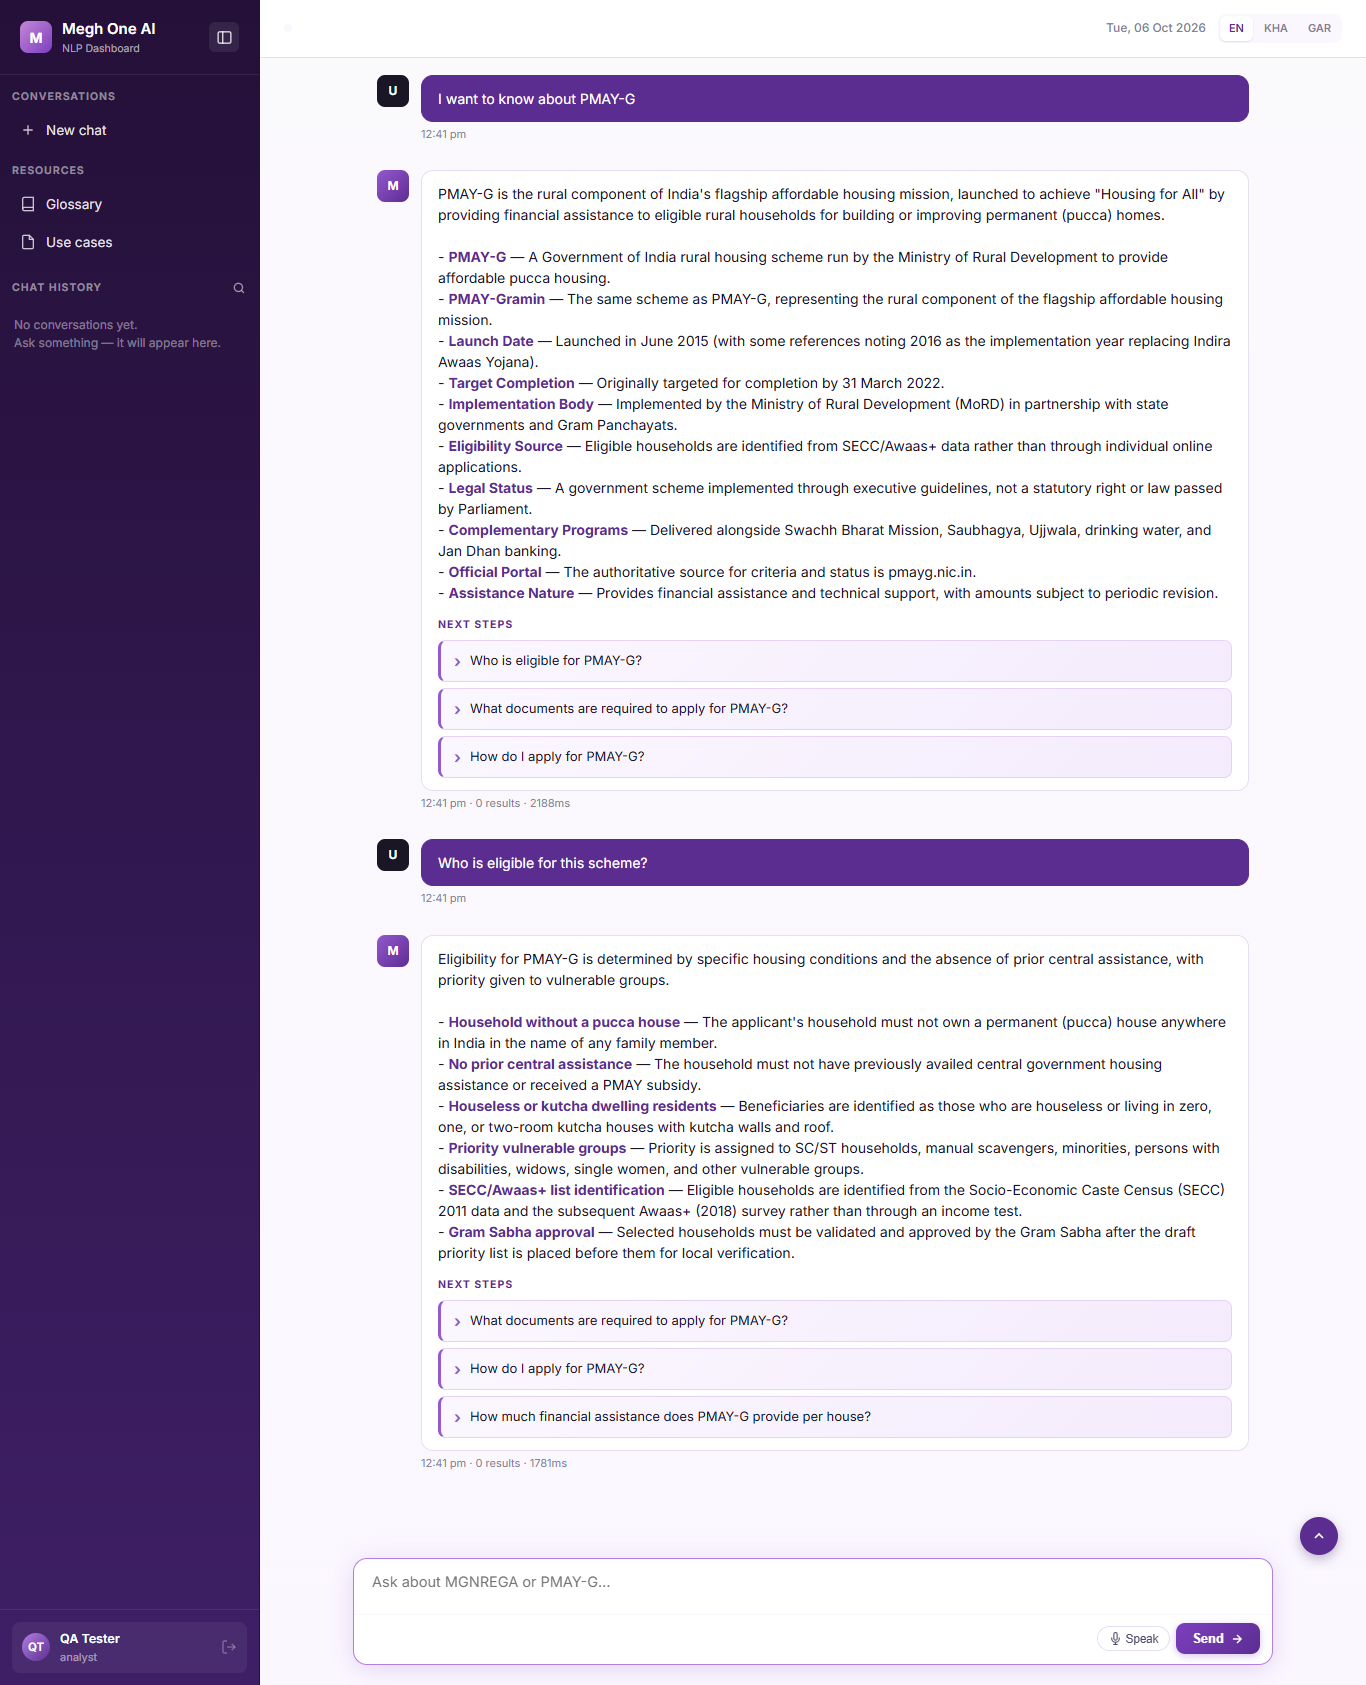 M
Megh One AI
NLP Dashboard
CONVERSATIONS
+ New chat
RESOURCES
Glossary
Use cases
CHAT HISTORY
No conversations yet.
Ask something — it will appear here.
QT
QA Tester
analyst
Tue, 06 Oct 2026
EN KHA GAR
U
I want to know about PMAY-G
12:41 pm
M
PMAY-G is the rural component of India's flagship affordable housing mission, launched to achieve "Housing for All" by
providing financial assistance to eligible rural households for building or improving permanent (pucca) homes.
- PMAY-G — A Government of India rural housing scheme run by the Ministry of Rural Development to provide
affordable pucca housing.
- PMAY-Gramin — The same scheme as PMAY-G, representing the rural component of the flagship affordable housing
mission.
- Launch Date — Launched in June 2015 (with some references noting 2016 as the implementation year replacing Indira
Awaas Yojana).
- Target Completion — Originally targeted for completion by 31 March 2022.
- Implementation Body — Implemented by the Ministry of Rural Development (MoRD) in partnership with state
governments and Gram Panchayats.
- Eligibility Source — Eligible households are identified from SECC/Awaas+ data rather than through individual online
applications.
- Legal Status — A government scheme implemented through executive guidelines, not a statutory right or law passed
by Parliament.
- Complementary Programs — Delivered alongside Swachh Bharat Mission, Saubhagya, Ujjwala, drinking water, and
Jan Dhan banking.
- Official Portal — The authoritative source for criteria and status is pmayg.nic.in.
- Assistance Nature — Provides financial assistance and technical support, with amounts subject to periodic revision.
NEXT STEPS
› Who is eligible for PMAY-G?
› What documents are required to apply for PMAY-G?
› How do I apply for PMAY-G?
12:41 pm · 0 results · 2188ms
U
Who is eligible for this scheme?
12:41 pm
M
Eligibility for PMAY-G is determined by specific housing conditions and the absence of prior central assistance, with
priority given to vulnerable groups.
- Household without a pucca house — The applicant's household must not own a permanent (pucca) house anywhere
in India in the name of any family member.
- No prior central assistance — The household must not have previously availed central government housing
assistance or received a PMAY subsidy.
- Houseless or kutcha dwelling residents — Beneficiaries are identified as those who are houseless or living in zero,
one, or two-room kutcha houses with kutcha walls and roof.
- Priority vulnerable groups — Priority is assigned to SC/ST households, manual scavengers, minorities, persons with
disabilities, widows, single women, and other vulnerable groups.
- SECC/Awaas+ list identification — Eligible households are identified from the Socio-Economic Caste Census (SECC)
2011 data and the subsequent Awaas+ (2018) survey rather than through an income test.
- Gram Sabha approval — Selected households must be validated and approved by the Gram Sabha after the draft
priority list is placed before them for local verification.
NEXT STEPS
› What documents are required to apply for PMAY-G?
› How do I apply for PMAY-G?
› How much financial assistance does PMAY-G provide per house?
12:41 pm · 0 results · 1781ms
Ask about MGNREGA or PMAY-G...
Speak
Send →